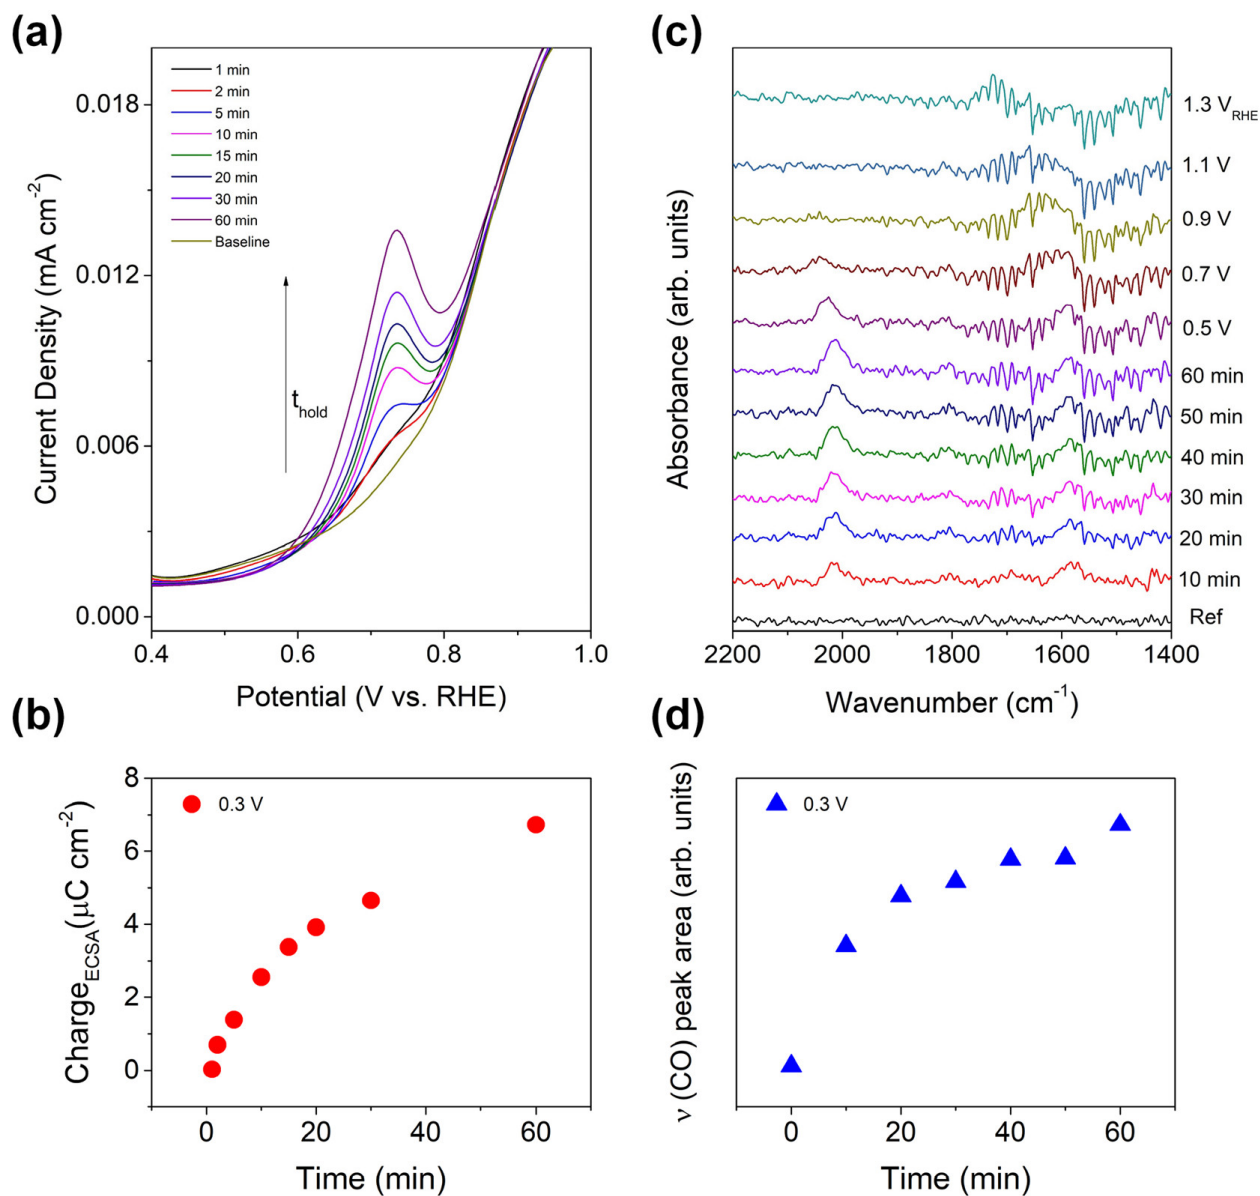 (a)
1 min
2 min
5 min
10 min
15 min
20 min
30 min
60 min
Baseline
t_hold
0.018
0.012
0.006
0.000
0.4
0.6
0.8
1.0
Current Density (mA cm⁻²)
Potential (V vs. RHE)
(c)
1.3 V_RHE
1.1 V
0.9 V
0.7 V
0.5 V
60 min
50 min
40 min
30 min
20 min
10 min
Ref
2200
2000
1800
1600
1400
Absorbance (arb. units)
Wavenumber (cm⁻¹)
(b)
0.3 V
8
6
4
2
0
0
20
40
60
Charge_ECSA(μC cm⁻²)
Time (min)
(d)
0.3 V
0
20
40
60
ν (CO) peak area (arb. units)
Time (min)